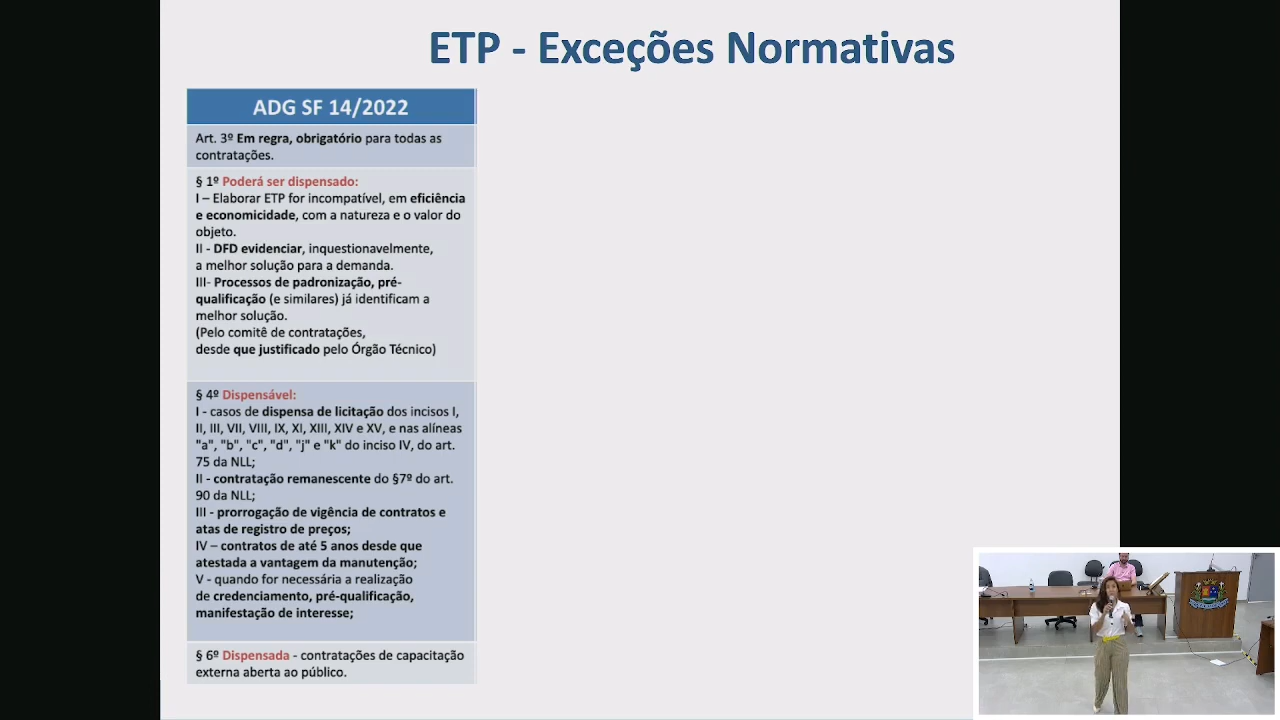 ETP - Exceções Normativas
ADG SF 14/2022
Art. 3º Em regra, obrigatório para todas as
contratações.
§ 1º Poderá ser dispensado:
I – Elaborar ETP for incompatível, em eficiência
e economicidade, com a natureza e o valor do
objeto.
II - DFD evidenciar, inquestionavelmente,
a melhor solução para a demanda.
III- Processos de padronização, pré-
qualificação (e similares) já identificam a
melhor solução.
(Pelo comitê de contratações,
desde que justificado pelo Órgão Técnico)
§ 4º Dispensável:
I - casos de dispensa de licitação dos incisos I,
II, III, VII, VIII, IX, XI, XIII, XIV e XV, e nas alíneas
"a", "b", "c", "d", "j" e "k" do inciso IV, do art.
75 da NLL;
II - contratação remanescente do §7º do art.
90 da NLL;
III - prorrogação de vigência de contratos e
atas de registro de preços;
IV – contratos de até 5 anos desde que
atestada a vantagem da manutenção;
V - quando for necessária a realização
de credenciamento, pré-qualificação,
manifestação de interesse;
§ 6º Dispensada - contratações de capacitação
externa aberta ao público.